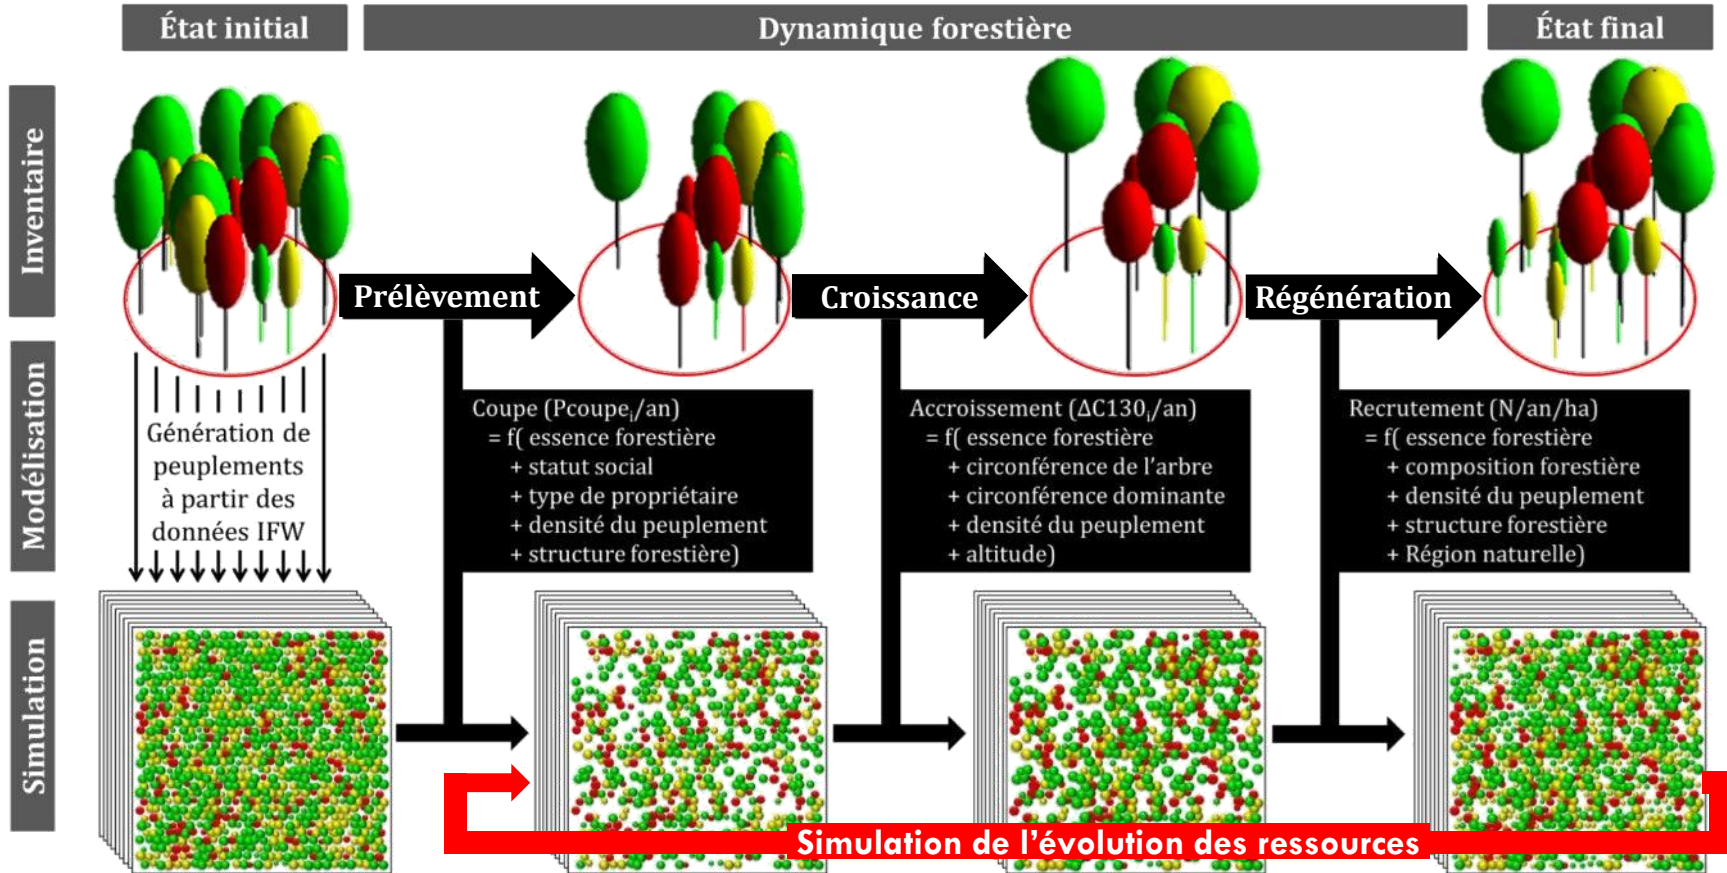 État initial
Dynamique forestière
État final
Inventaire
Prélèvement
Croissance
Régénération
Modélisation
Génération de
peuplements
à partir des
données IFW
Coupe (Pcoupeᵢ/an)
= f( essence forestière
+ statut social
+ type de propriétaire
+ densité du peuplement
+ structure forestière)
Accroissement (ΔC130ᵢ/an)
= f( essence forestière
+ circonférence de l’arbre
+ circonférence dominante
+ densité du peuplement
+ altitude)
Recrutement (N/an/ha)
= f( essence forestière
+ composition forestière
+ densité du peuplement
+ structure forestière
+ Région naturelle)
Simulation
Simulation de l’évolution des ressources